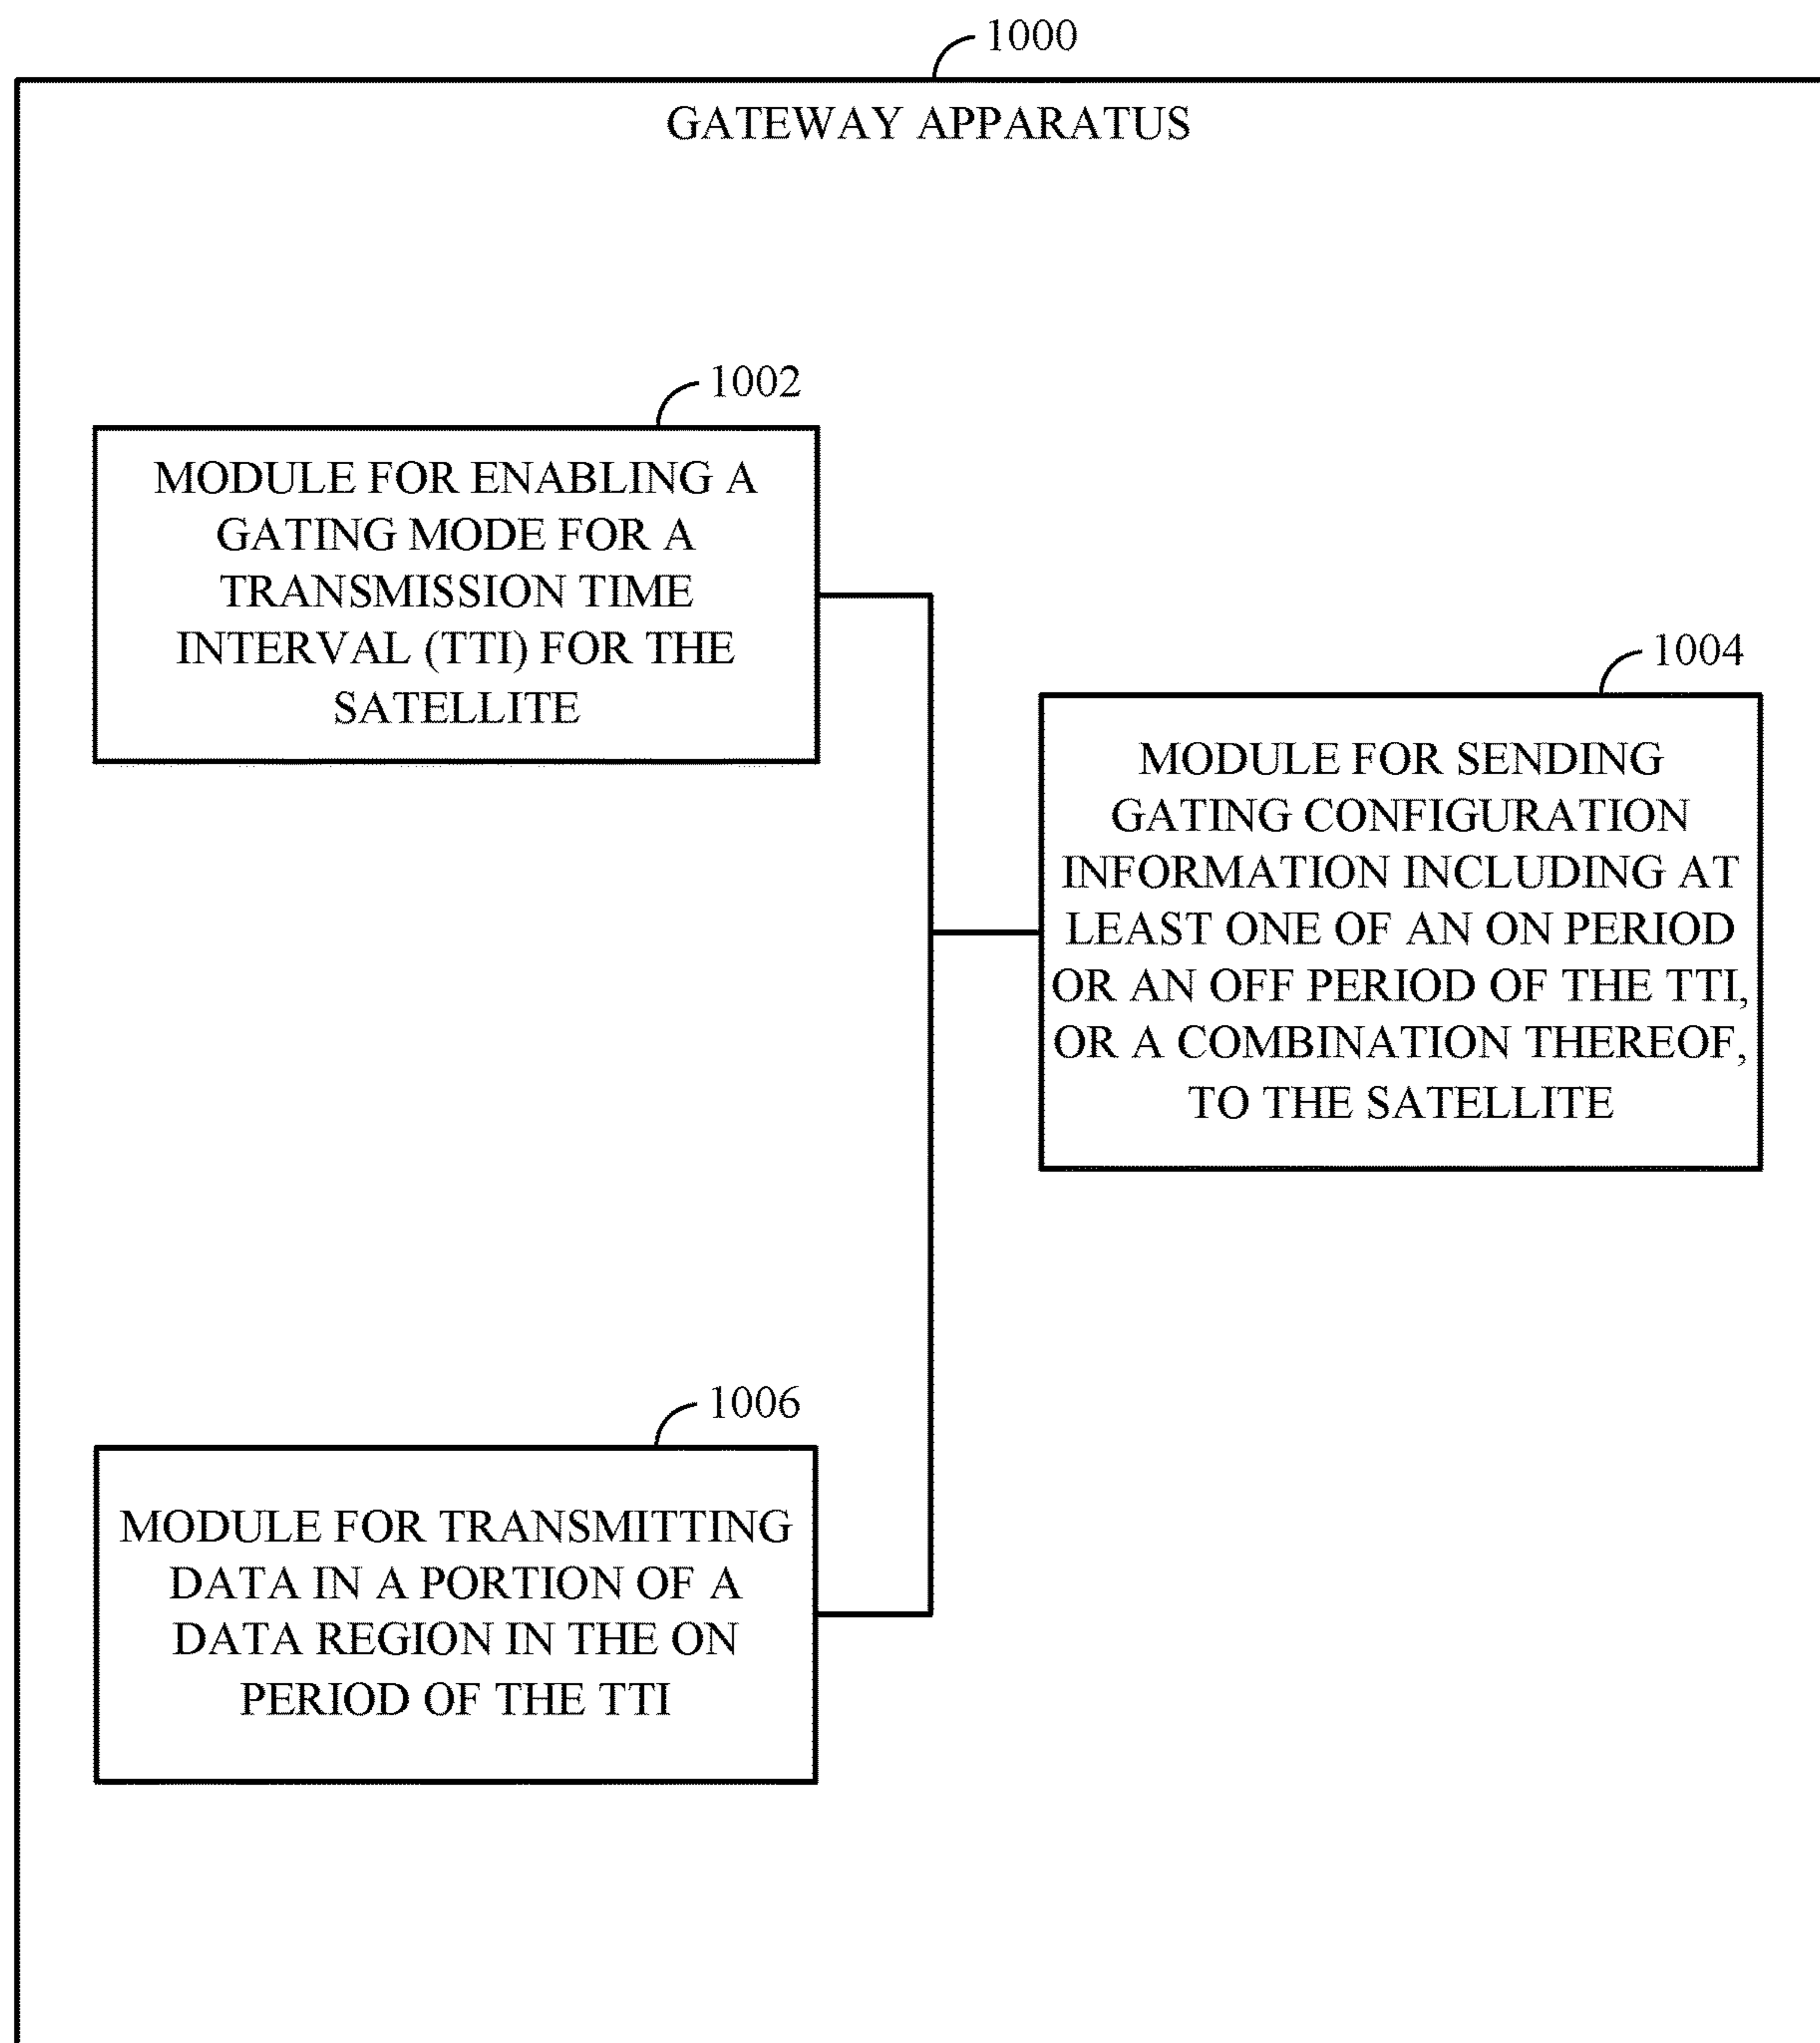 1000
GATEWAY APPARATUS
1002
MODULE FOR ENABLING A
GATING MODE FOR A
TRANSMISSION TIME
INTERVAL (TTI) FOR THE
SATELLITE
1004
MODULE FOR SENDING
GATING CONFIGURATION
INFORMATION INCLUDING AT
LEAST ONE OF AN ON PERIOD
OR AN OFF PERIOD OF THE TTI,
OR A COMBINATION THEREOF,
TO THE SATELLITE
1006
MODULE FOR TRANSMITTING
DATA IN A PORTION OF A
DATA REGION IN THE ON
PERIOD OF THE TTI